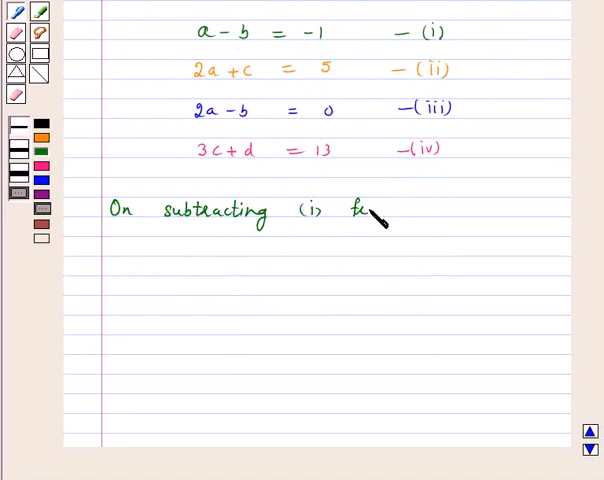 a - b = -1 - (i)
2a + c = 5 - (ii)
2a - b = 0 - (iii)
3c + d = 13 - (iv)
On subtracting (i)